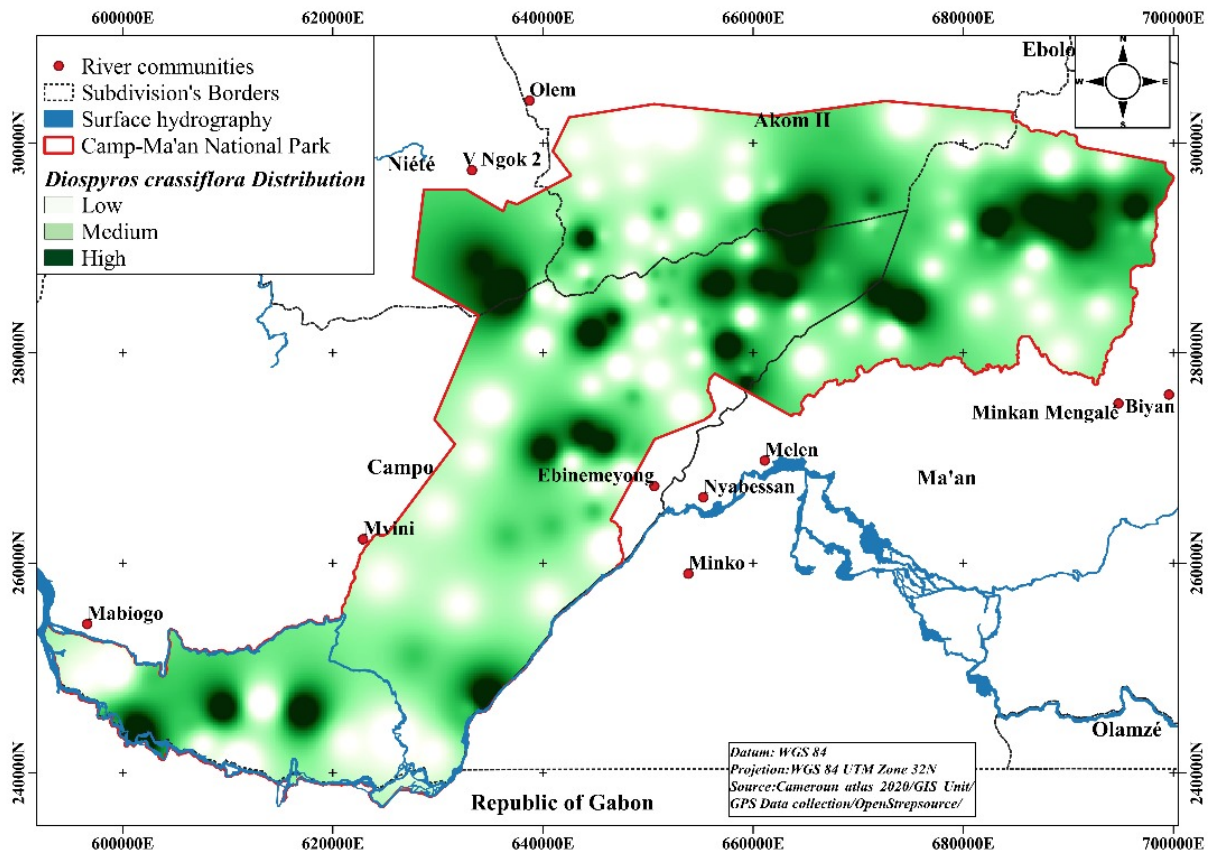 600000E 620000E 640000E 660000E 680000E 700000E
River communities
Subdivision's Borders
Surface hydrography
Camp-Ma'an National Park
Diospyros crassiflora Distribution
Low
Medium
High
Ebolo
N
W E
S
Olem
Akom II
300000N 300000N
Niété
V Ngok 2
280000N 280000N
Minkan Mengalé
Biyan
Campo
Ebinemeyong
Melen
Ma'an
Nyabessan
Mvini
Minko
260000N 260000N
Mabiogo
Olamzé
240000N 240000N
Republic of Gabon
Datum: WGS 84
Projetion:WGS 84 UTM Zone 32N
Source:Cameroun atlas 2020/GIS Unit/
GPS Data collection/OpenStrepsource/
600000E 620000E 640000E 660000E 680000E 700000E